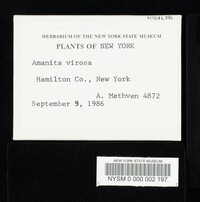 HERBARIUM OF THE NEW YORK STATE MUSEUM
PLANTS OF NEW YORK
Amanita virosa
Hamilton Co., New York
A. Methven 4872
September 9, 1986
NEW YORK STATE MUSEUM
NYSM 0 000 002 197